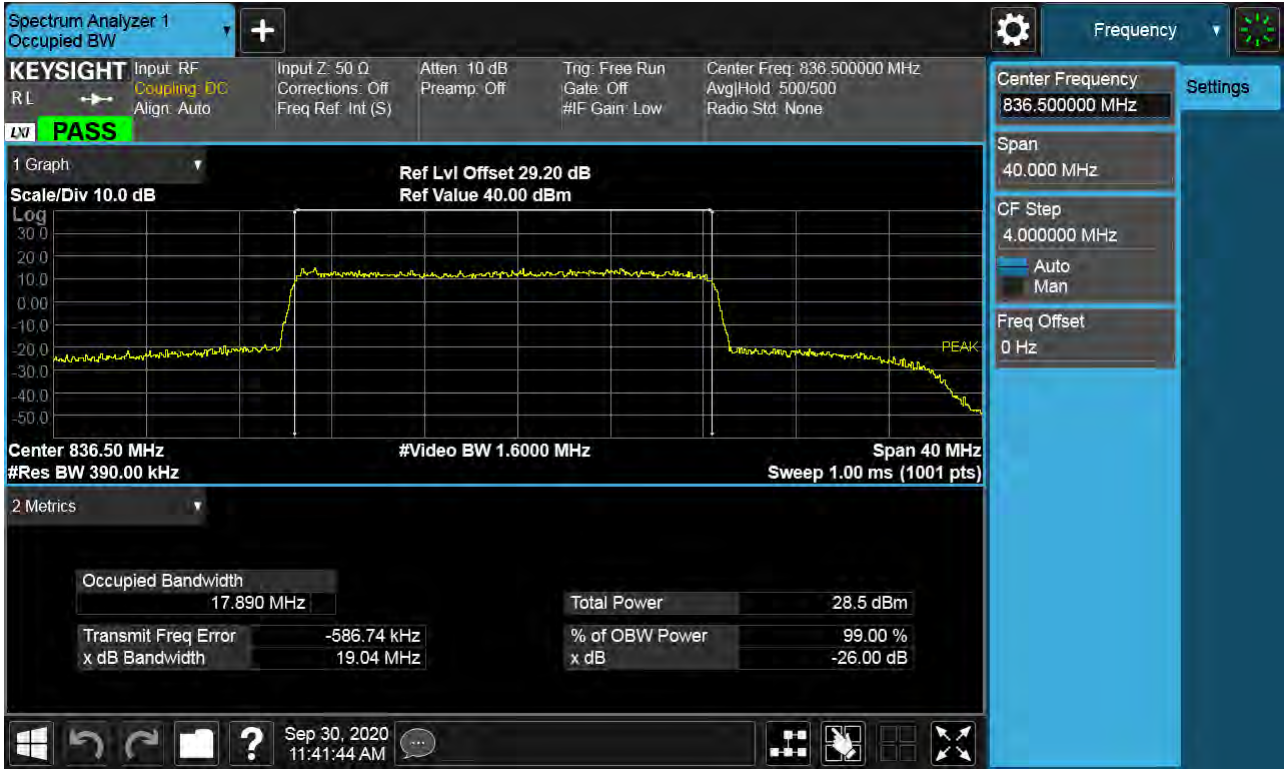 Spectrum Analyzer 1
Occupied BW
+
Frequency
KEYSIGHT
Input: RF
Input Z: 50 Ω
Atten: 10 dB
Trig: Free Run
Center Freq: 836.500000 MHz
R L
Coupling: DC
Corrections: Off
Preamp: Off
Gate: Off
Avg|Hold: 500/500
Align: Auto
Freq Ref: Int (S)
#IF Gain: Low
Radio Std: None
LXI
PASS
1 Graph
Ref Lvl Offset 29.20 dB
Scale/Div 10.0 dB
Ref Value 40.00 dBm
Log
30.0
20.0
10.0
0.00
-10.0
-20.0
PEAK
-30.0
-40.0
-50.0
Center 836.50 MHz
#Video BW 1.6000 MHz
Span 40 MHz
#Res BW 390.00 kHz
Sweep 1.00 ms (1001 pts)
2 Metrics
Occupied Bandwidth
17.890 MHz
Total Power
28.5 dBm
Transmit Freq Error
-586.74 kHz
% of OBW Power
99.00 %
x dB Bandwidth
19.04 MHz
x dB
-26.00 dB
?
Sep 30, 2020
11:41:44 AM
Center Frequency
836.500000 MHz
Settings
Span
40.000 MHz
CF Step
4.000000 MHz
Auto
Man
Freq Offset
0 Hz